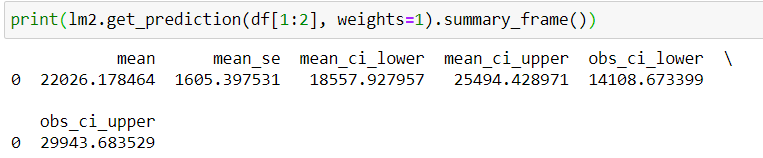 print(lm2.get_prediction(df[1:2], weights=1).summary_frame())
mean mean_se mean_ci_lower mean_ci_upper obs_ci_lower \
0 22026.178464 1605.397531 18557.927957 25494.428971 14108.673399
obs_ci_upper
0 29943.683529